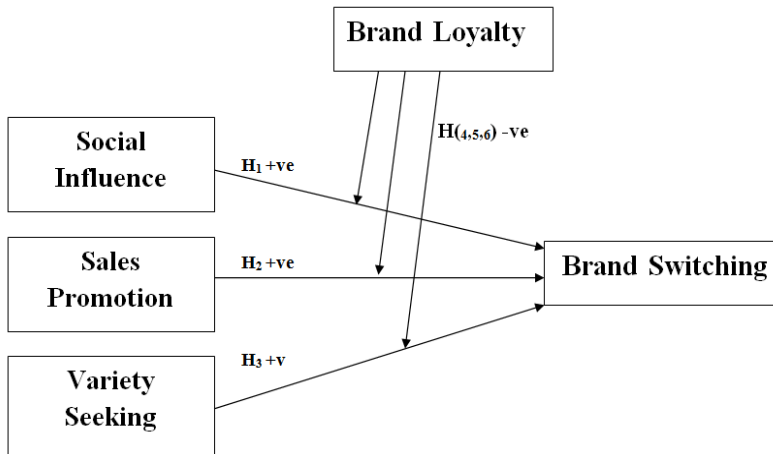 Brand Loyalty
H(4,5,6) -ve
Social
Influence
H1 +ve
Sales
Promotion
H2 +ve
Brand Switching
Variety
Seeking
H3 +v